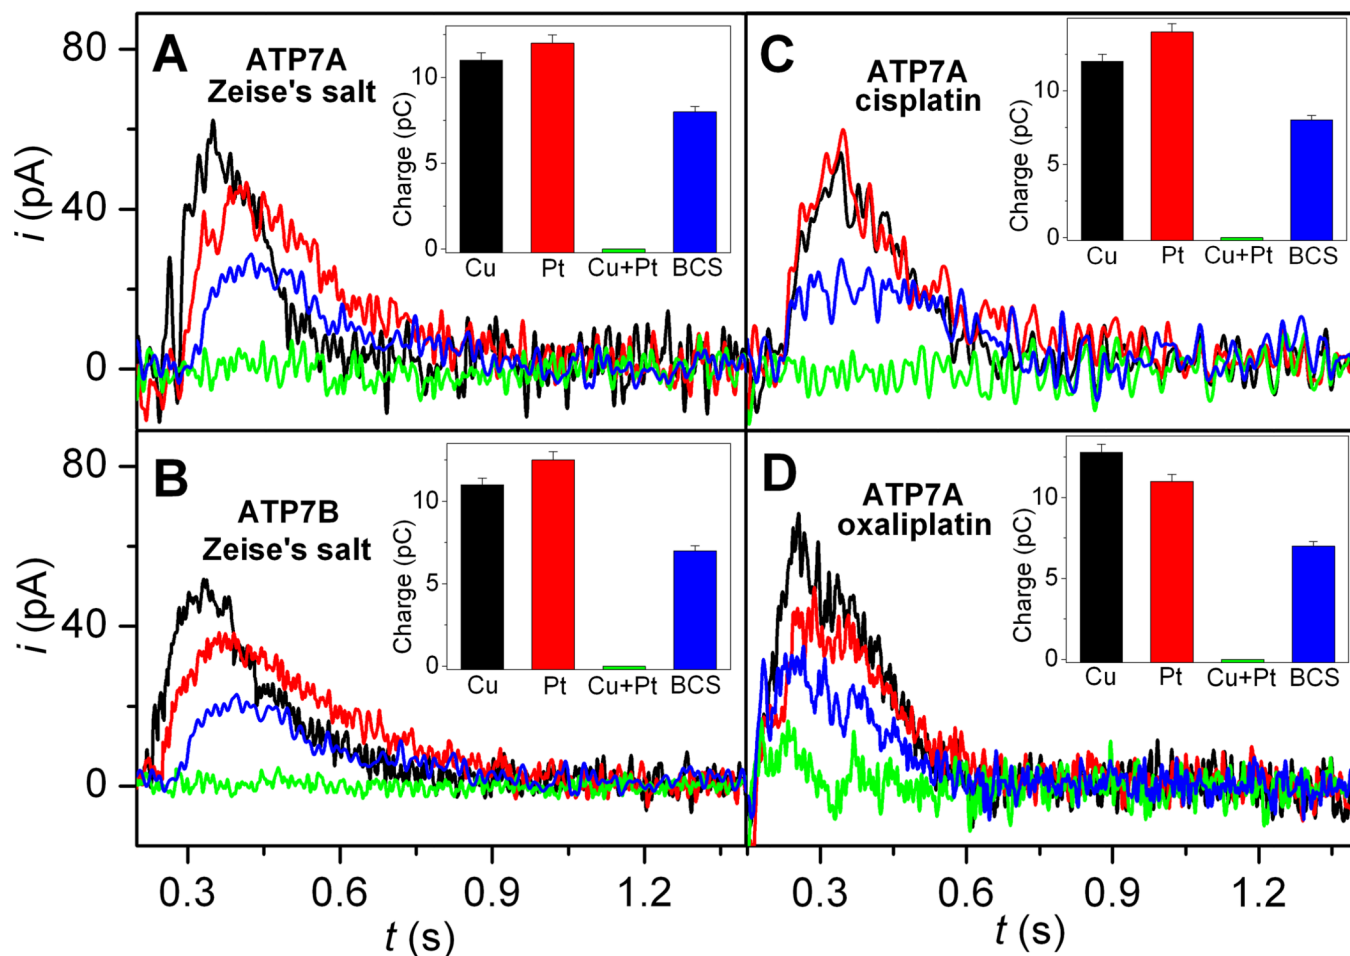 A
ATP7A
Zeise's salt
Charge (pC)
10
5
0
Cu Pt Cu+Pt BCS
i (pA)
80
40
0
C
ATP7A
cisplatin
Charge (pC)
10
5
0
Cu Pt Cu+Pt BCS
B
ATP7B
Zeise's salt
Charge (pC)
10
5
0
Cu Pt Cu+Pt BCS
i (pA)
80
40
0
D
ATP7A
oxaliplatin
Charge (pC)
10
5
0
Cu Pt Cu+Pt BCS
0.3 0.6 0.9 1.2
t (s)
0.3 0.6 0.9 1.2
t (s)